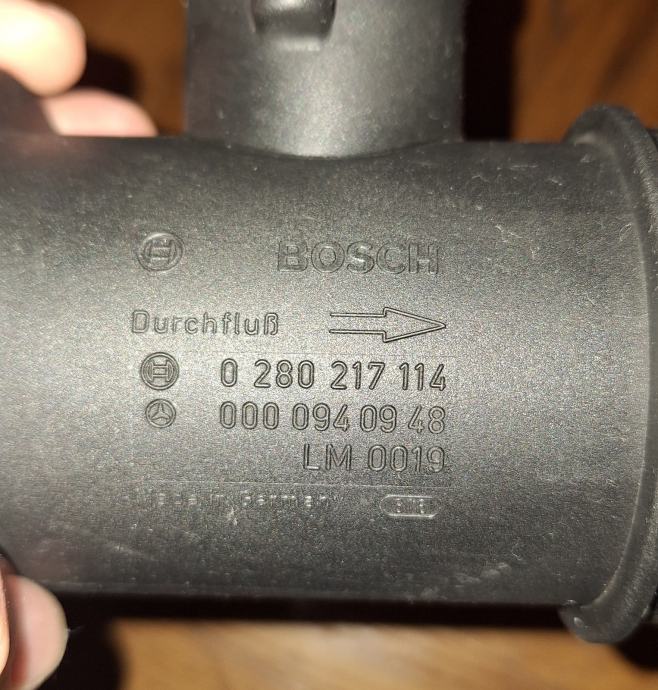 BOSCH
Durchfluß
0 280 217 114
000 094 09 48
LM 0019
Made in Germany